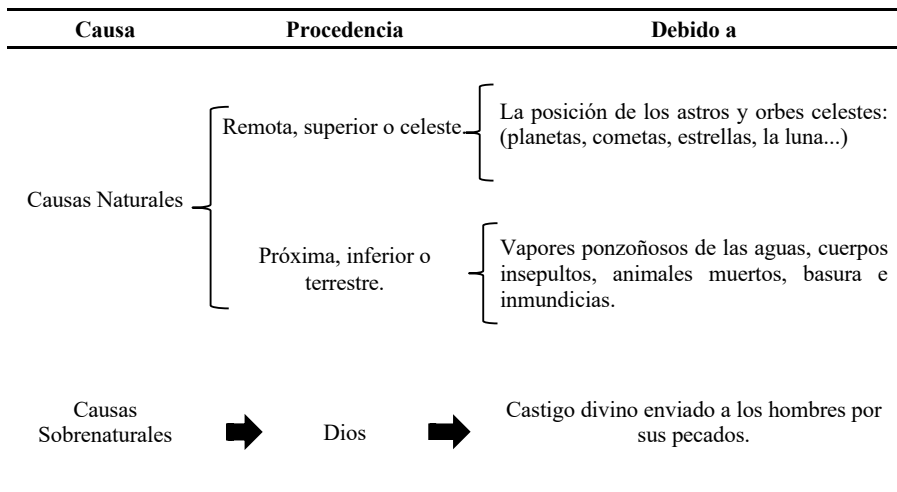 Causa Procedencia Debido a
Remota, superior o celeste.
La posición de los astros y orbes celestes:
(planetas, cometas, estrellas, la luna...)
Causas Naturales
Próxima, inferior o
terrestre.
Vapores ponzoñosos de las aguas, cuerpos
insepultos, animales muertos, basura e
inmundicias.
Causas
Sobrenaturales
Dios
Castigo divino enviado a los hombres por
sus pecados.